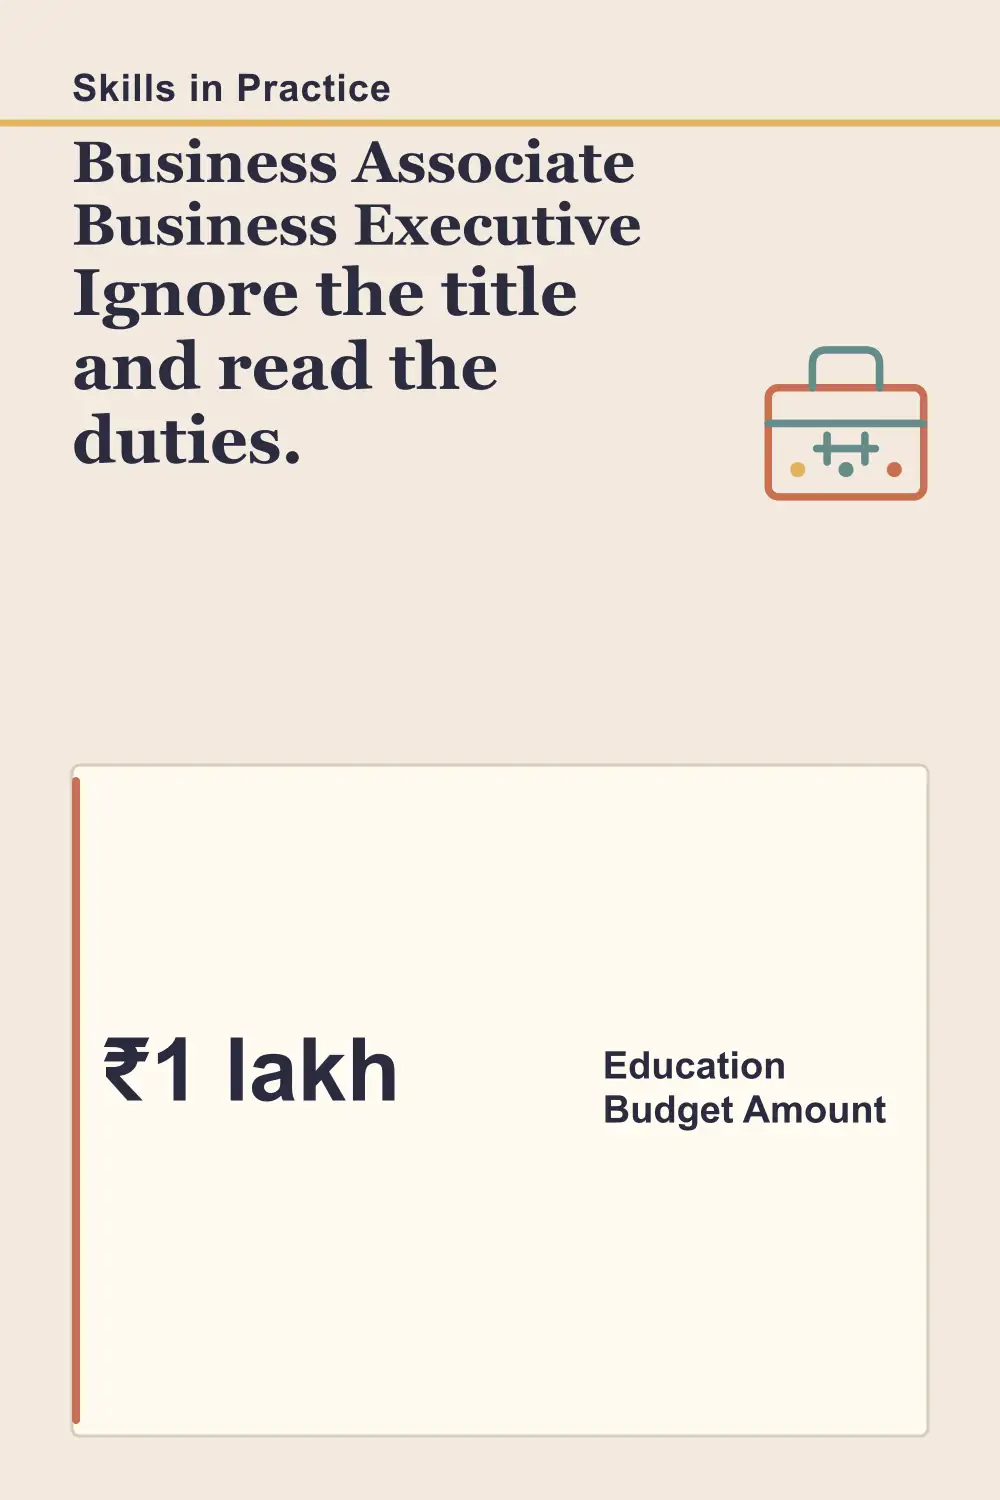 Skills in Practice
Business Associate
Business Executive
Ignore the title
and read the
duties.
₹1 lakh
Education
Budget Amount